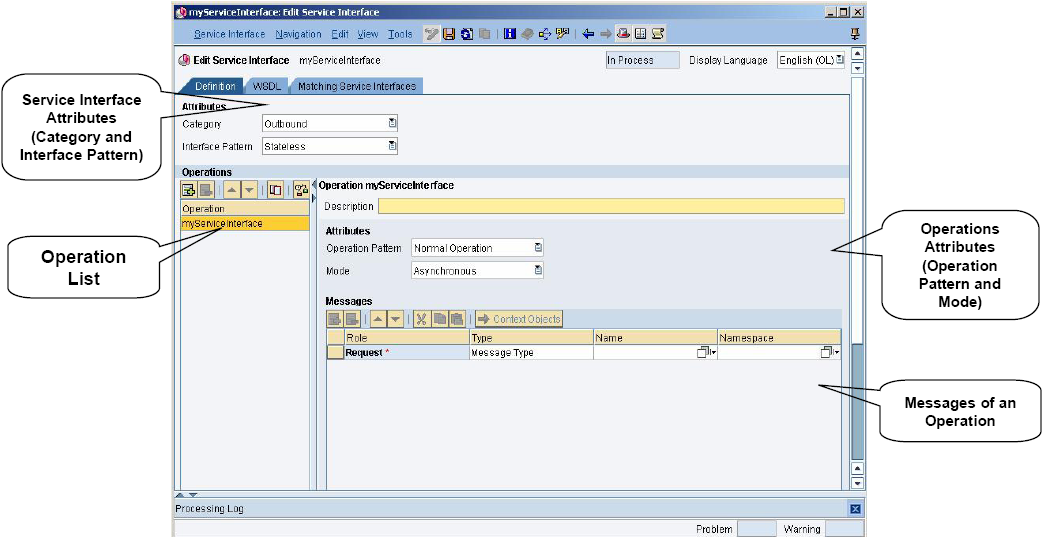 myServiceInterface: Edit Service Interface
Service Interface Navigation Edit View Tools
Edit Service Interface myServiceInterface In Process Display Language English (OL)
Definition WSDL Matching Service Interfaces
Attributes
Category Outbound
Interface Pattern Stateless
Service Interface
Attributes
(Category and
Interface Pattern)
Operations
Operation
myServiceInterface
Operation
List
Operation myServiceInterface
Description
Attributes
Operation Pattern Normal Operation
Mode Asynchronous
Operations
Attributes
(Operation
Pattern and
Mode)
Messages
Context Objects
Role Type Name Namespace
Request * Message Type
Messages of an
Operation
Processing Log
Problem Warning